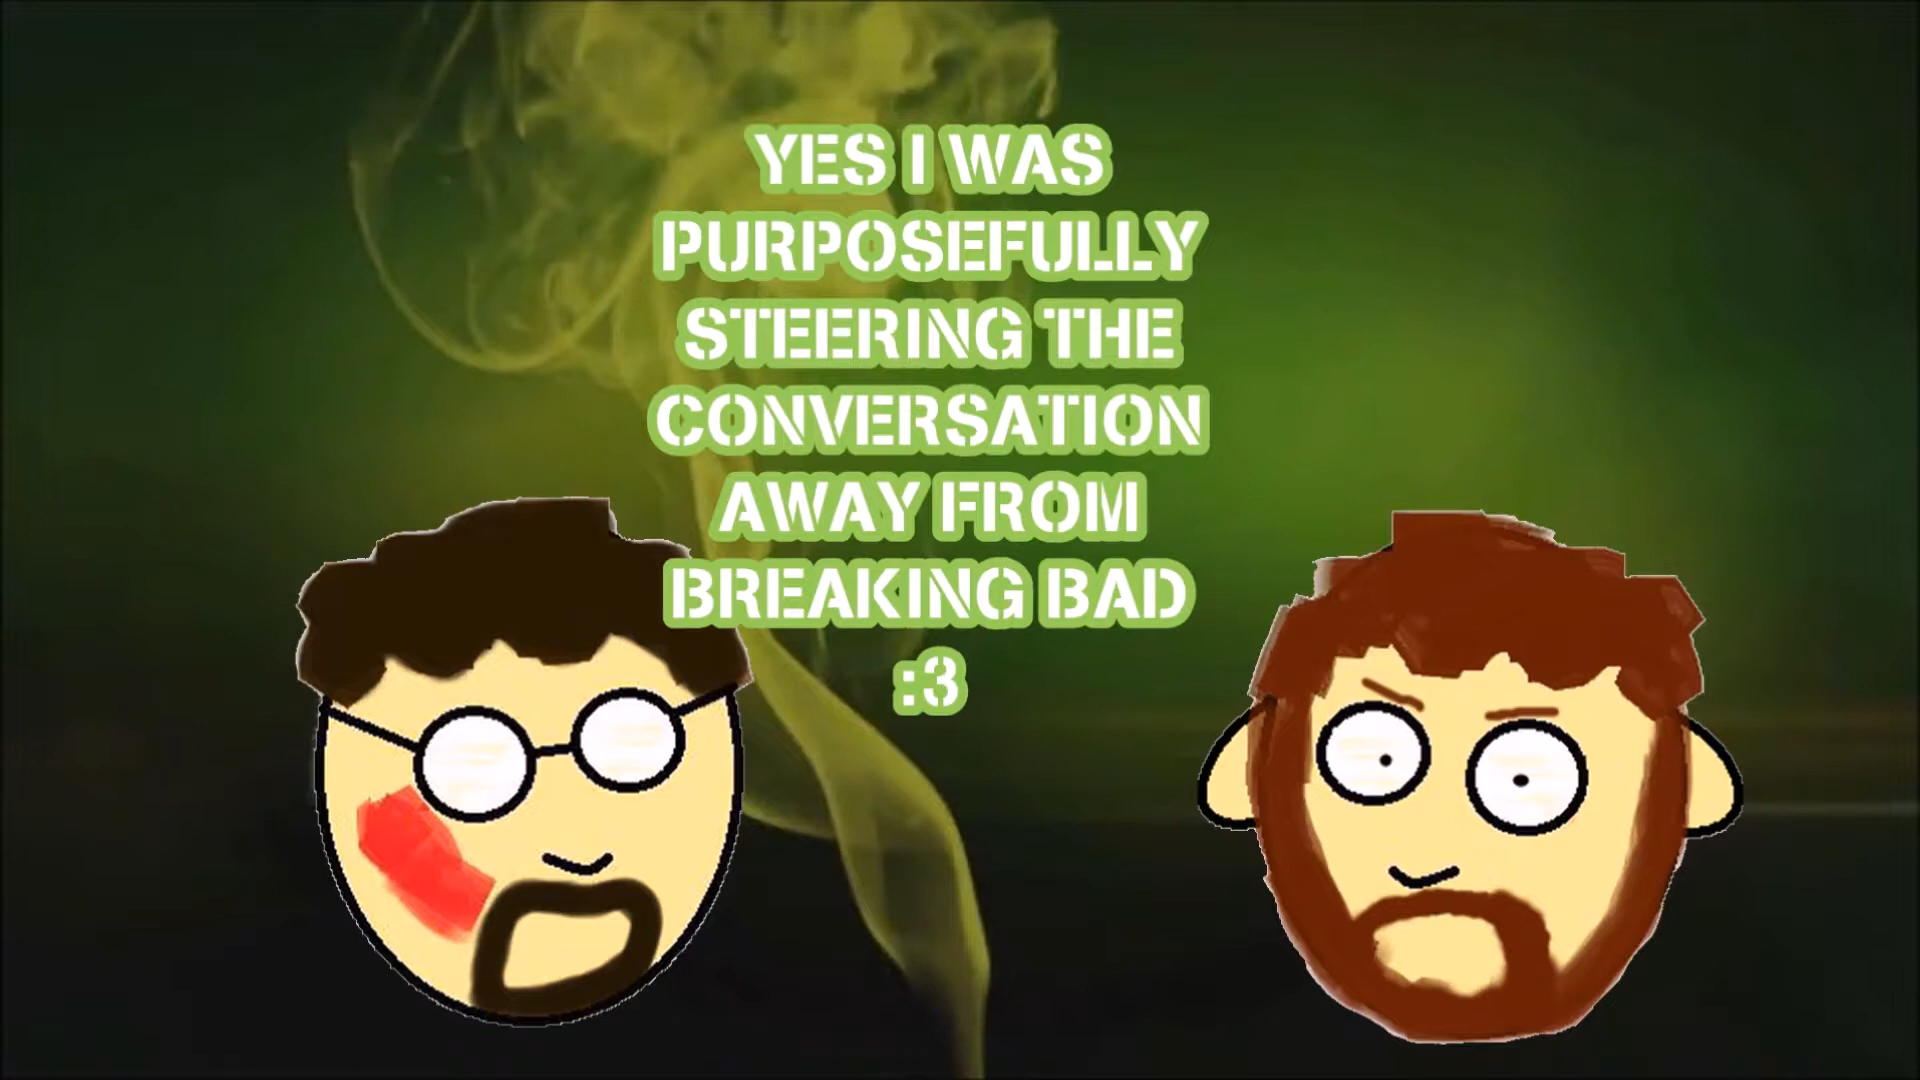 YES I WAS
PURPOSEFULLY
STEERING THE
CONVERSATION
AWAY FROM
BREAKING BAD
:3